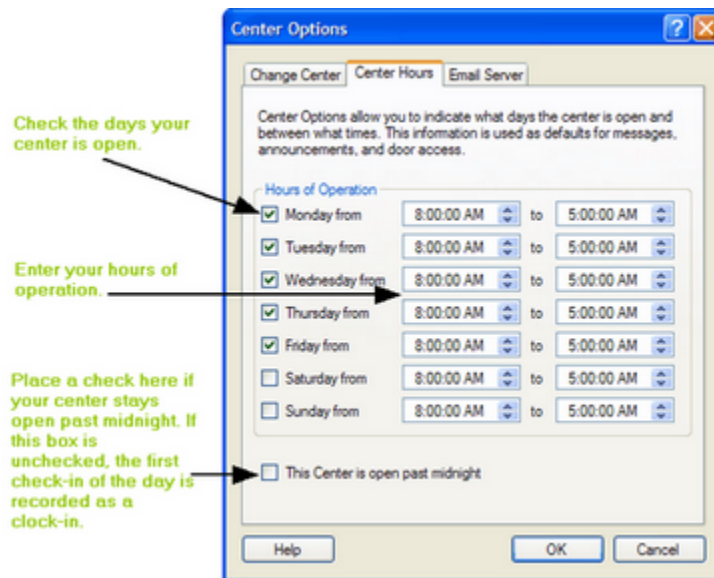 Center Options
Change Center Center Hours Email Server
Center Options allow you to indicate what days the center is open and
between what times. This information is used as defaults for messages,
announcements, and door access.
Check the days your
center is open.
Hours of Operation
Monday from 8:00:00 AM to 5:00:00 AM
Tuesday from 8:00:00 AM to 5:00:00 AM
Enter your hours of
operation.
Wednesday from 8:00:00 AM to 5:00:00 AM
Thursday from 8:00:00 AM to 5:00:00 AM
Friday from 8:00:00 AM to 5:00:00 AM
Saturday from 8:00:00 AM to 5:00:00 AM
Sunday from 8:00:00 AM to 5:00:00 AM
Place a check here if
your center stays
open past midnight. If
this box is
unchecked, the first
check-in of the day is
recorded as a
clock-in.
This Center is open past midnight
Help OK Cancel